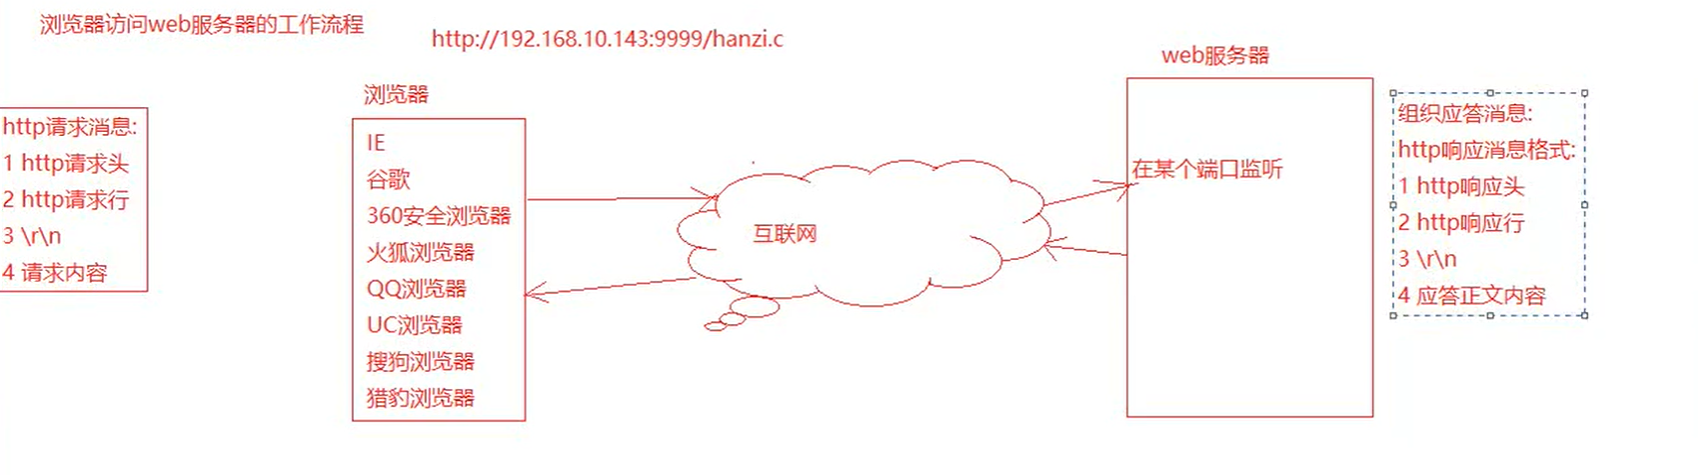 浏览器访问web服务器的工作流程
http://192.168.10.143:9999/hanzi.c
http请求消息:
1 http请求头
2 http请求行
3 \r\n
4 请求内容
浏览器
IE
谷歌
360安全浏览器
火狐浏览器
QQ浏览器
UC浏览器
搜狗浏览器
猎豹浏览器
互联网
web服务器
在某个端口监听
组织应答消息:
http响应消息格式:
1 http响应头
2 http响应行
3 \r\n
4 应答正文内容